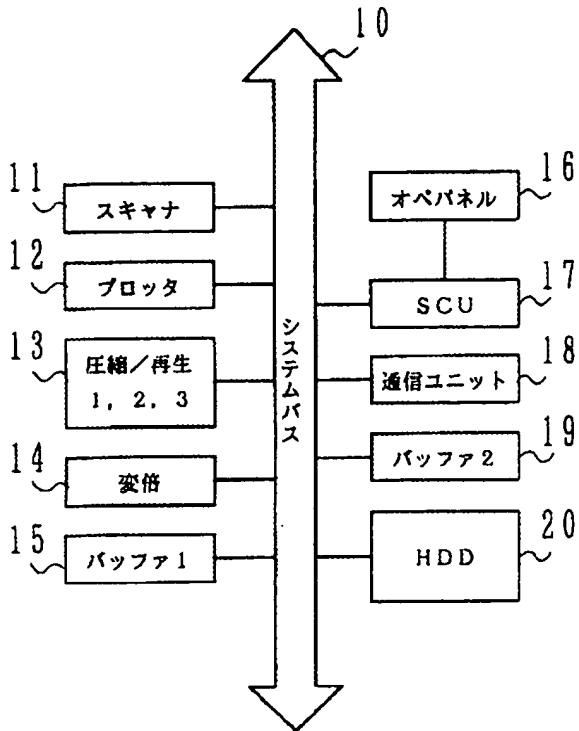 10
11
スキャナ
12
プロッタ
13
圧縮／再生
1, 2, 3
14
変倍
15
バッファ1
システムバス
16
オペパネル
17
SCU
18
通信ユニット
19
バッファ2
20
HDD